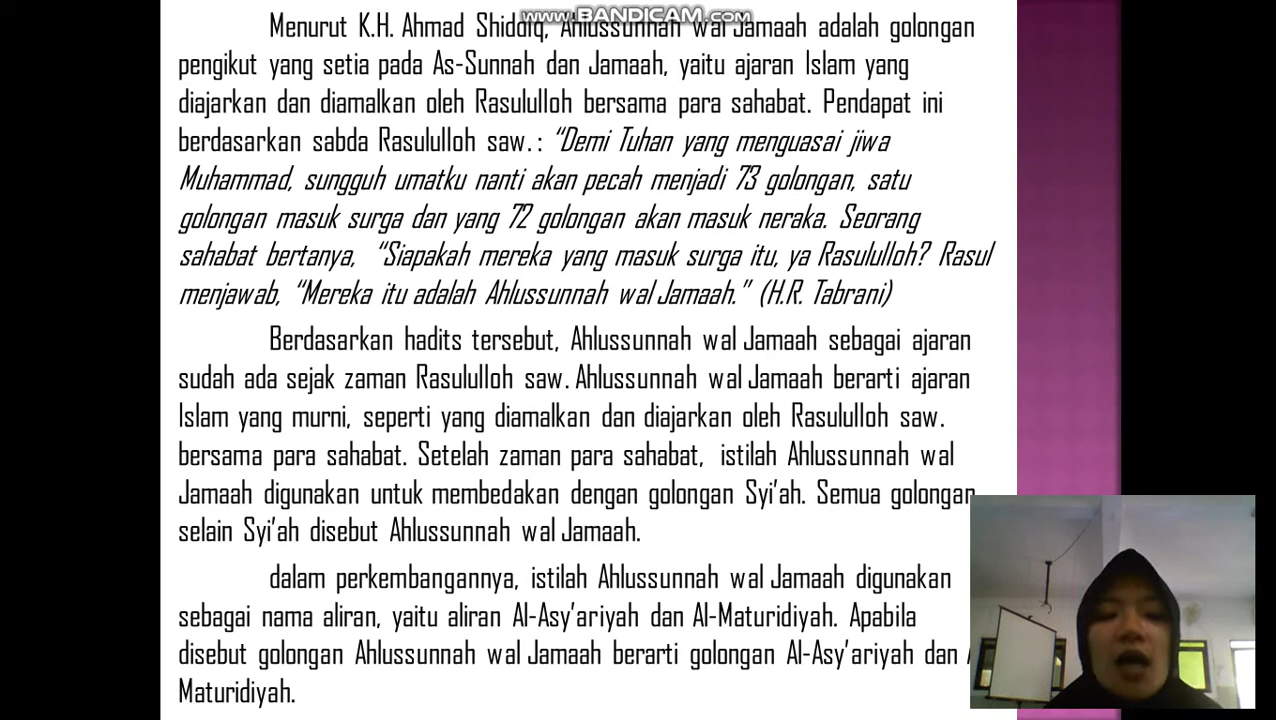 www.BANDICAM.com
Menurut K.H. Ahmad Shiddiq, Ahlussunnah wal Jamaah adalah golongan
pengikut yang setia pada As-Sunnah dan Jamaah, yaitu ajaran Islam yang
diajarkan dan diamalkan oleh Rasululloh bersama para sahabat. Pendapat ini
berdasarkan sabda Rasululloh saw. : “Demi Tuhan yang menguasai jiwa
Muhammad, sungguh umatku nanti akan pecah menjadi 73 golongan, satu
golongan masuk surga dan yang 72 golongan akan masuk neraka. Seorang
sahabat bertanya, “Siapakah mereka yang masuk surga itu, ya Rasululloh? Rasul
menjawab, “Mereka itu adalah Ahlussunnah wal Jamaah.” (H.R. Tabrani)
Berdasarkan hadits tersebut, Ahlussunnah wal Jamaah sebagai ajaran
sudah ada sejak zaman Rasululloh saw. Ahlussunnah wal Jamaah berarti ajaran
Islam yang murni, seperti yang diamalkan dan diajarkan oleh Rasululloh saw.
bersama para sahabat. Setelah zaman para sahabat, istilah Ahlussunnah wal
Jamaah digunakan untuk membedakan dengan golongan Syi’ah. Semua golongan
selain Syi’ah disebut Ahlussunnah wal Jamaah.
dalam perkembangannya, istilah Ahlussunnah wal Jamaah digunakan
sebagai nama aliran, yaitu aliran Al-Asy’ariyah dan Al-Maturidiyah. Apabila
disebut golongan Ahlussunnah wal Jamaah berarti golongan Al-Asy’ariyah dan
Maturidiyah.